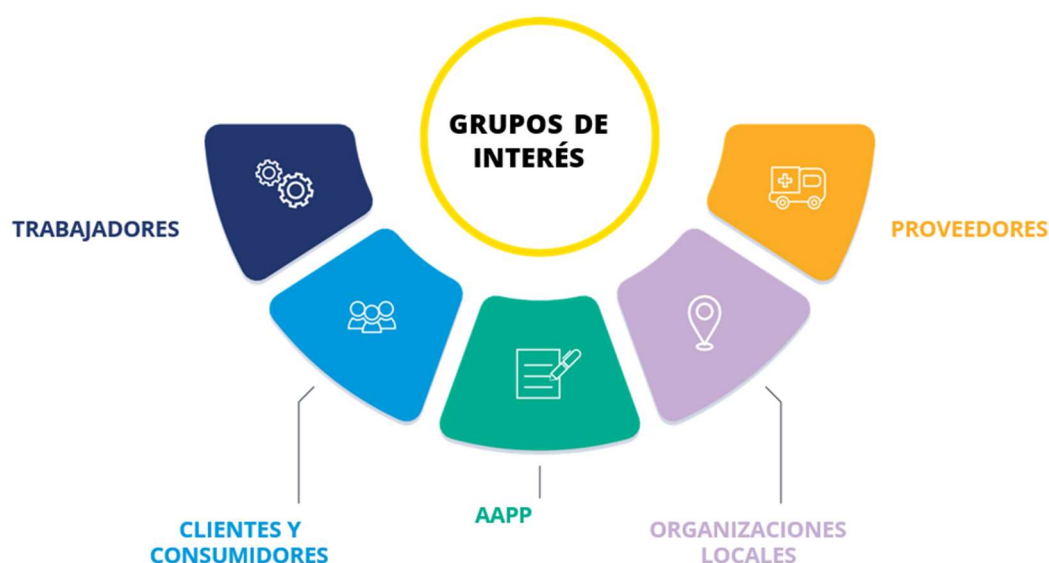 GRUPOS DE
INTERÉS
TRABAJADORES
PROVEEDORES
CLIENTES Y
CONSUMIDORES
AAPP
ORGANIZACIONES
LOCALES